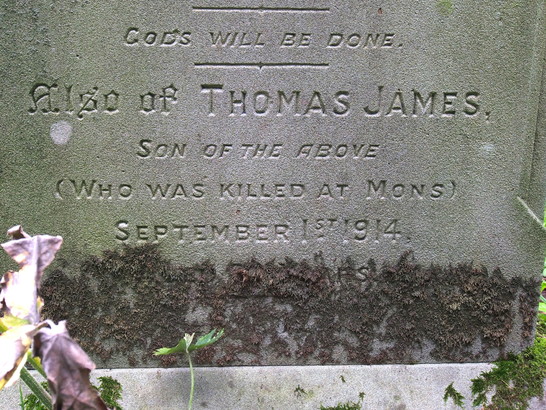 GOD'S WILL BE DONE.
Also of THOMAS JAMES,
SON OF THE ABOVE
(WHO WAS KILLED AT MONS)
SEPTEMBER 1ST 1914.